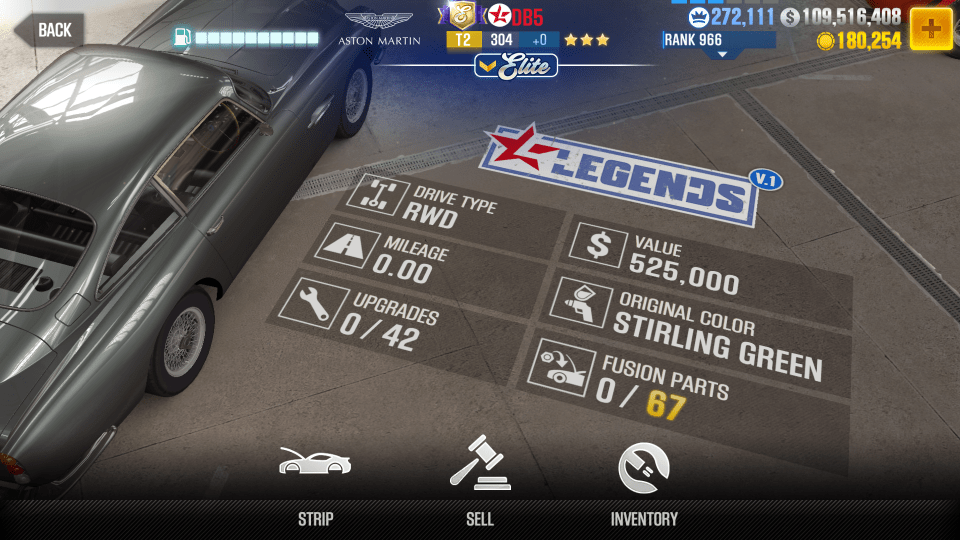 BACK
ASTON MARTIN
S
DB5
T2 304 +0
Elite
272,111
$ 109,516,408
RANK 966
180,254
LEGENDS
V.1
DRIVE TYPE
RWD
MILEAGE
0.00
UPGRADES
0 / 42
$
VALUE
525,000
ORIGINAL COLOR
STIRLING GREEN
FUSION PARTS
0 / 67
STRIP
SELL
INVENTORY